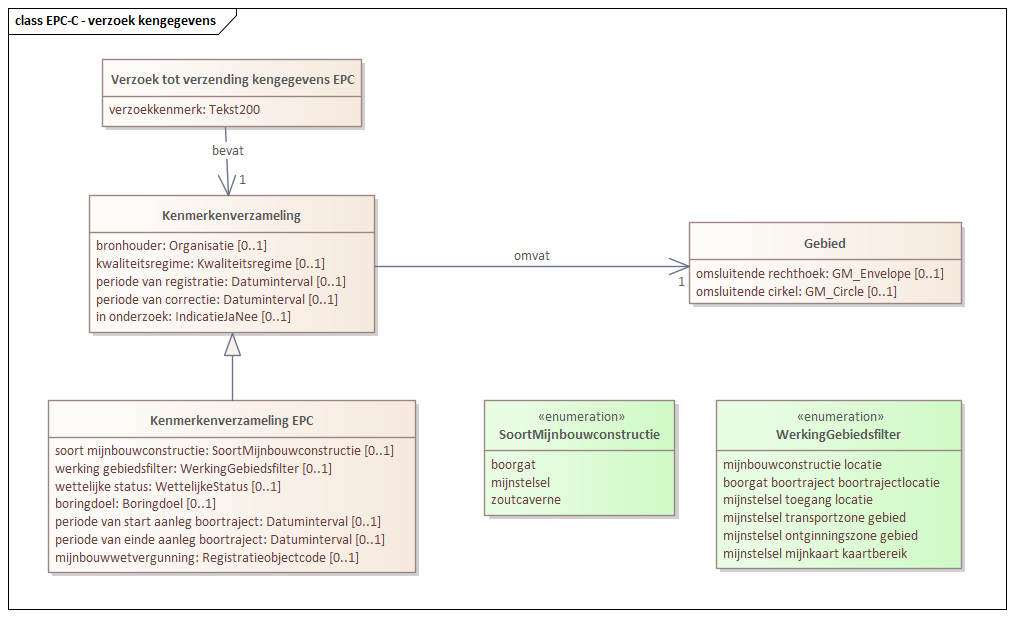 class EPC-C - verzoek kengegevens
Verzoek tot verzending kengegevens EPC
verzoekkenmerk: Tekst200
bevat
1
Kenmerkenverzameling
bronhouder: Organisatie [0..1]
kwaliteitsregime: Kwaliteitsregime [0..1]
periode van registratie: Datuminterval [0..1]
periode van correctie: Datuminterval [0..1]
in onderzoek: IndicatieJaNee [0..1]
omvat
1
Gebied
omsluitende rechthoek: GM_Envelope [0..1]
omsluitende cirkel: GM_Circle [0..1]
Kenmerkenverzameling EPC
soort mijnbouwconstructie: SoortMijnbouwconstructie [0..1]
werking gebiedsfilter: WerkingGebiedsfilter [0..1]
wettelijke status: WettelijkeStatus [0..1]
boringdoel: Boringdoel [0..1]
periode van start aanleg boortraject: Datuminterval [0..1]
periode van einde aanleg boortraject: Datuminterval [0..1]
mijnbouwwetvergunning: Registratieobjectcode [0..1]
«enumeration»
SoortMijnbouwconstructie
boorgat
mijnstelsel
zoutcaverne
«enumeration»
WerkingGebiedsfilter
mijnbouwconstructie locatie
boorgat boortraject boortrajectlocatie
mijnstelsel toegang locatie
mijnstelsel transportzone gebied
mijnstelsel ontginningszone gebied
mijnstelsel mijnkaart kaartbereik